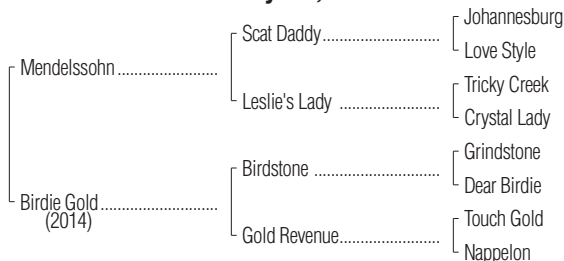 Johannesburg
Scat Daddy
Love Style
Mendelssohn
Tricky Creek
Leslie's Lady
Crystal Lady
Grindstone
Birdstone
Dear Birdie
Birdie Gold
(2014)
Touch Gold
Gold Revenue
Nappelon